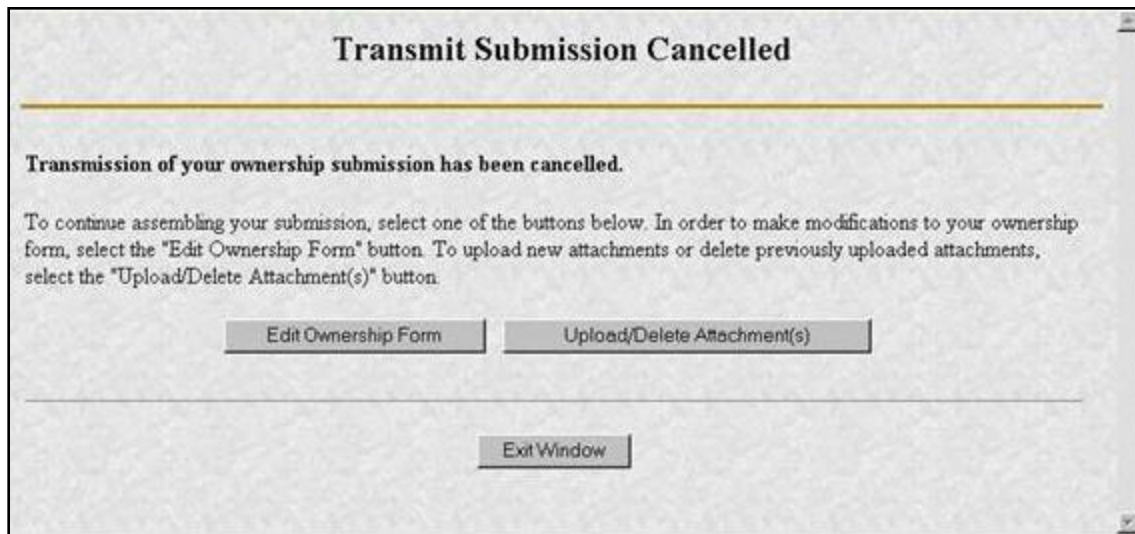 Transmit Submission Cancelled
Transmission of your ownership submission has been cancelled.
To continue assembling your submission, select one of the buttons below. In order to make modifications to your ownership
form, select the "Edit Ownership Form" button. To upload new attachments or delete previously uploaded attachments,
select the "Upload/Delete Attachment(s)" button.
Edit Ownership Form Upload/Delete Attachment(s)
Exit Window